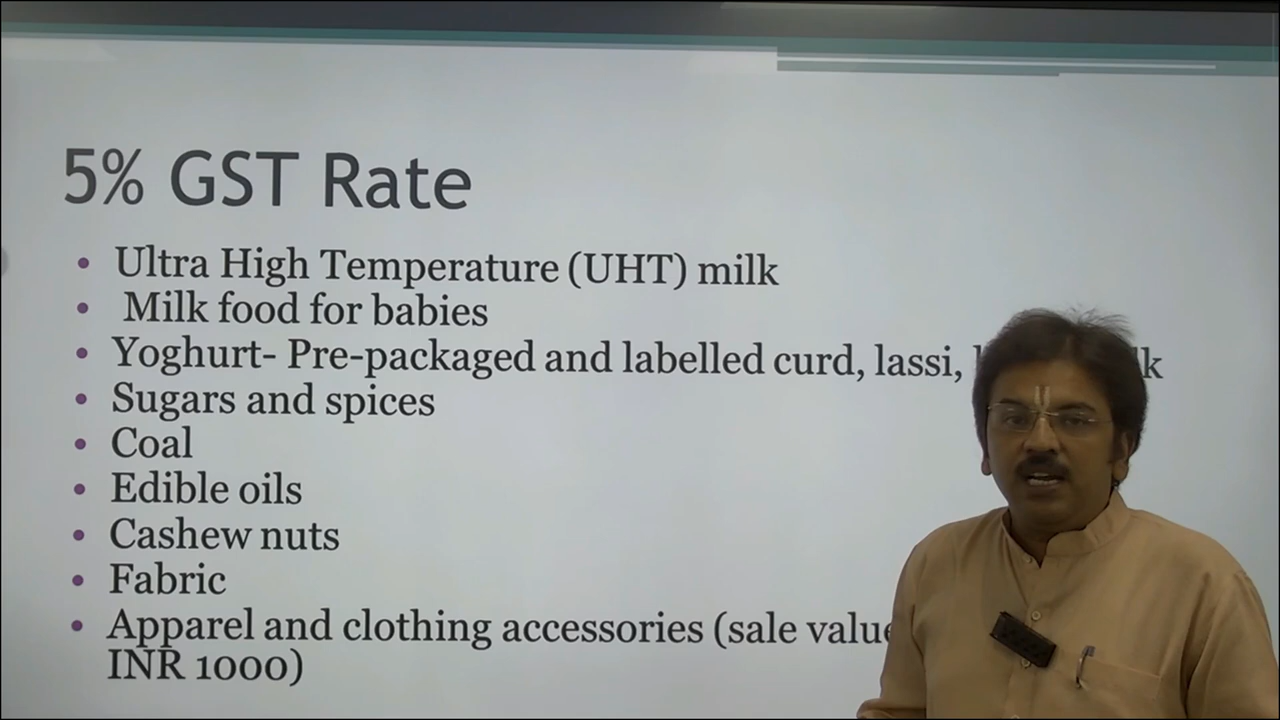 5% GST Rate
• Ultra High Temperature (UHT) milk
• Milk food for babies
• Yoghurt- Pre-packaged and labelled curd, lassi,
• Sugars and spices
• Coal
• Edible oils
• Cashew nuts
• Fabric
• Apparel and clothing accessories (sale value
INR 1000)